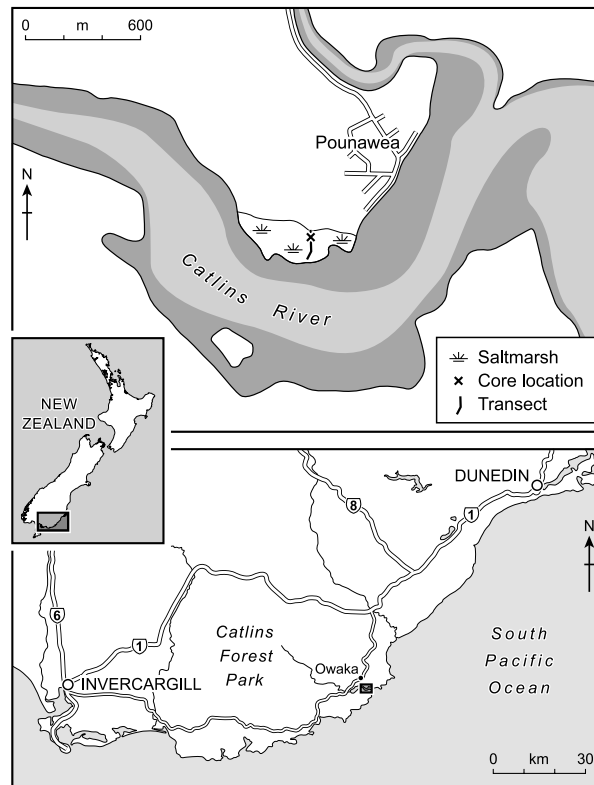 0 m 600
Pounawea
N
Catlins River
Saltmarsh
Core location
Transect
NEW
ZEALAND
DUNEDIN
8
1
N
6
Catlins
Forest
Park
South
Pacific
Ocean
1
Owaka
INVERCARGILL
0 km 30